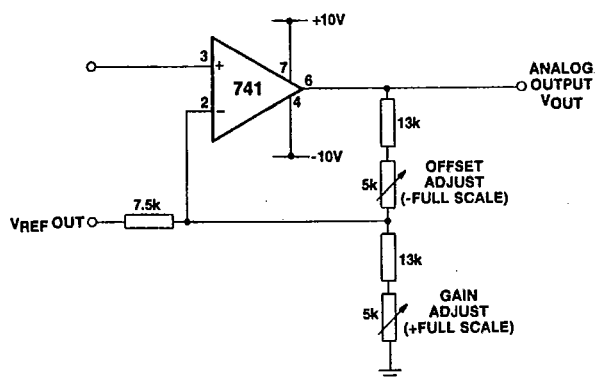 +10V
3
+
7
741
6
2
−
4
-10V
ANALOG
OUTPUT
VOUT
13k
5k
OFFSET
ADJUST
(-FULL SCALE)
7.5k
VREF OUT
13k
5k
GAIN
ADJUST
(+FULL SCALE)